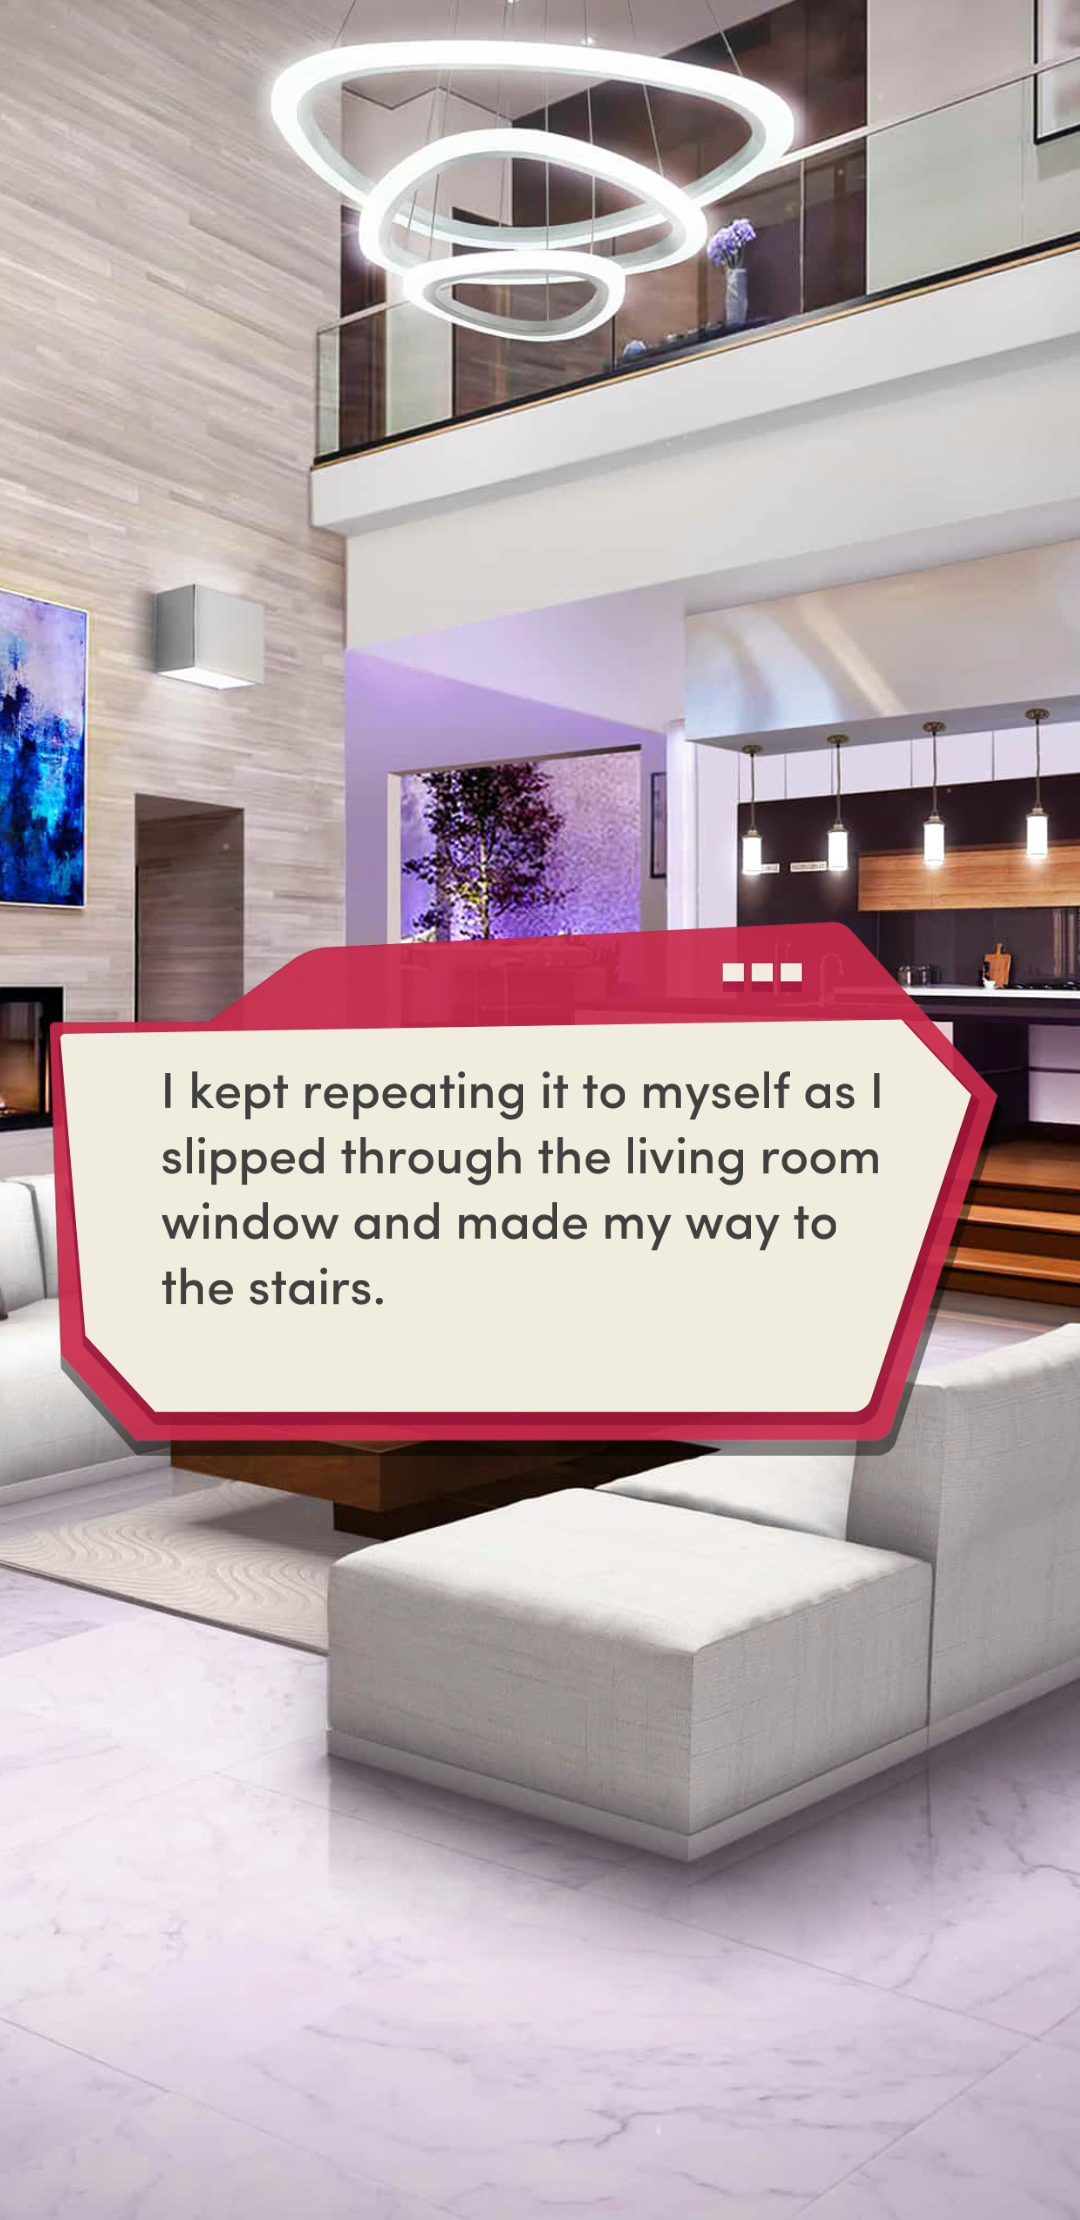 I kept repeating it to myself as I
slipped through the living room
window and made my way to
the stairs.